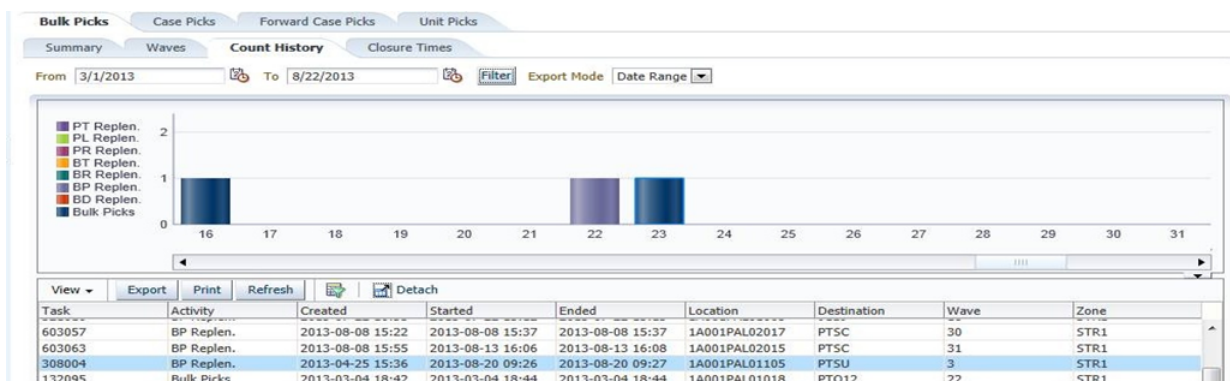 Bulk Picks Case Picks Forward Case Picks Unit Picks
Summary Waves Count History Closure Times
From 3/1/2013 To 8/22/2013 Filter Export Mode Date Range
PT Replen.
PL Replen.
PR Replen.
BT Replen.
BR Replen.
BP Replen.
BD Replen.
Bulk Picks
2
1
0
16 17 18 19 20 21 22 23 24 25 26 27 28 29 30 31
View Export Print Refresh Detach
Task Activity Created Started Ended Location Destination Wave Zone
603057 BP Replen. 2013-08-08 15:22 2013-08-08 15:37 2013-08-08 15:37 1A001PAL02017 PTSC 30 STR1
603063 BP Replen. 2013-08-08 15:55 2013-08-13 16:06 2013-08-13 16:08 1A001PAL02015 PTSC 31 STR1
308004 BP Replen. 2013-04-25 15:36 2013-08-20 09:26 2013-08-20 09:27 1A001PAL01105 PTSU 3 STR1
132095 Bulk Picks 2013-03-04 18:42 2013-03-04 18:44 2013-03-04 18:44 1A001PAL01018 PTO12 22 STR1